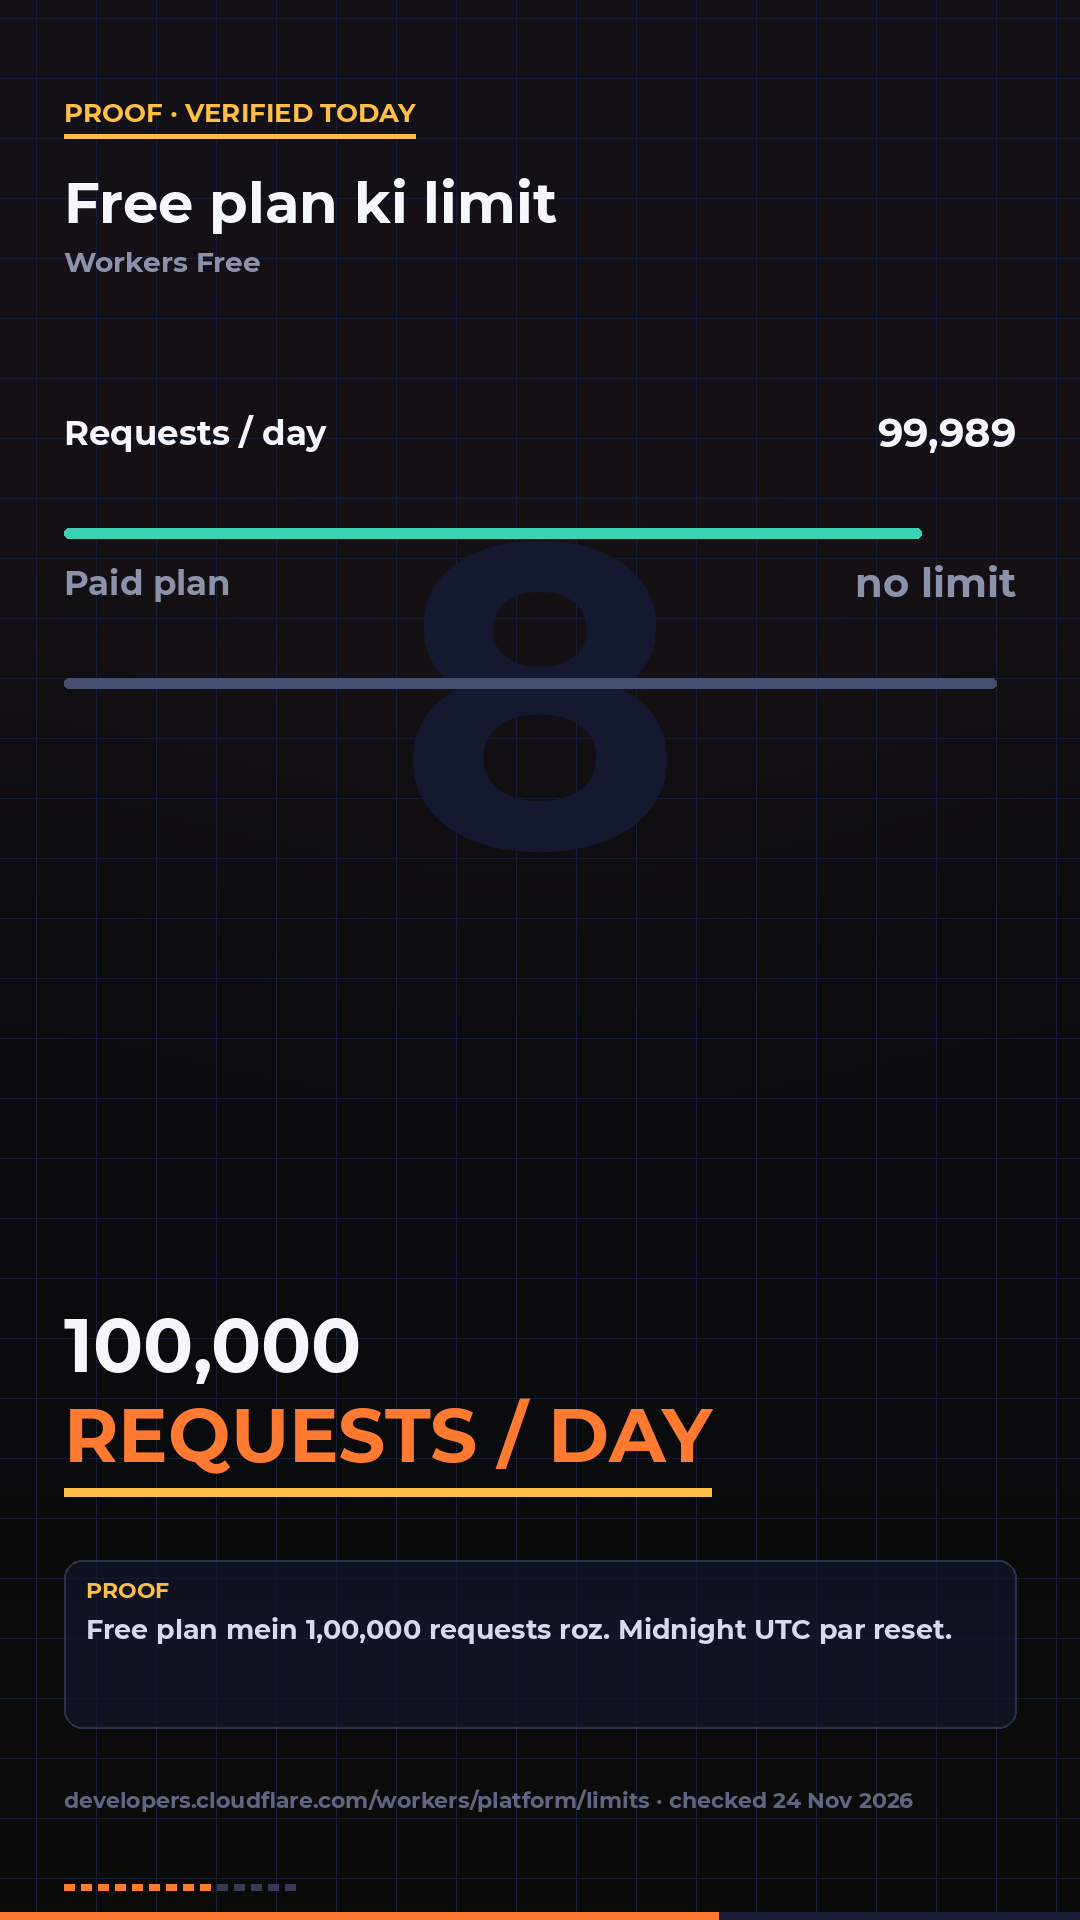 PROOF · VERIFIED TODAY
Free plan ki limit
Workers Free
Requests / day 99,989
Paid plan no limit
8
100,000
REQUESTS / DAY
PROOF
Free plan mein 1,00,000 requests roz. Midnight UTC par reset.
developers.cloudflare.com/workers/platform/limits · checked 24 Nov 2026